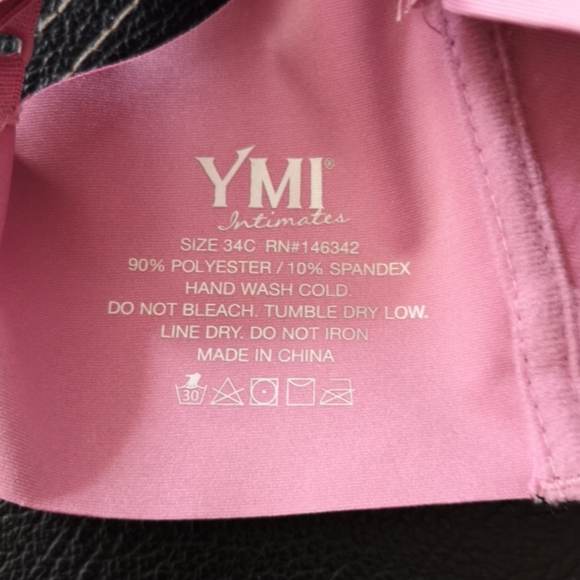 YMI®
Intimates
SIZE 34C RN#146342
90% POLYESTER / 10% SPANDEX
HAND WASH COLD.
DO NOT BLEACH. TUMBLE DRY LOW.
LINE DRY. DO NOT IRON
MADE IN CHINA
30